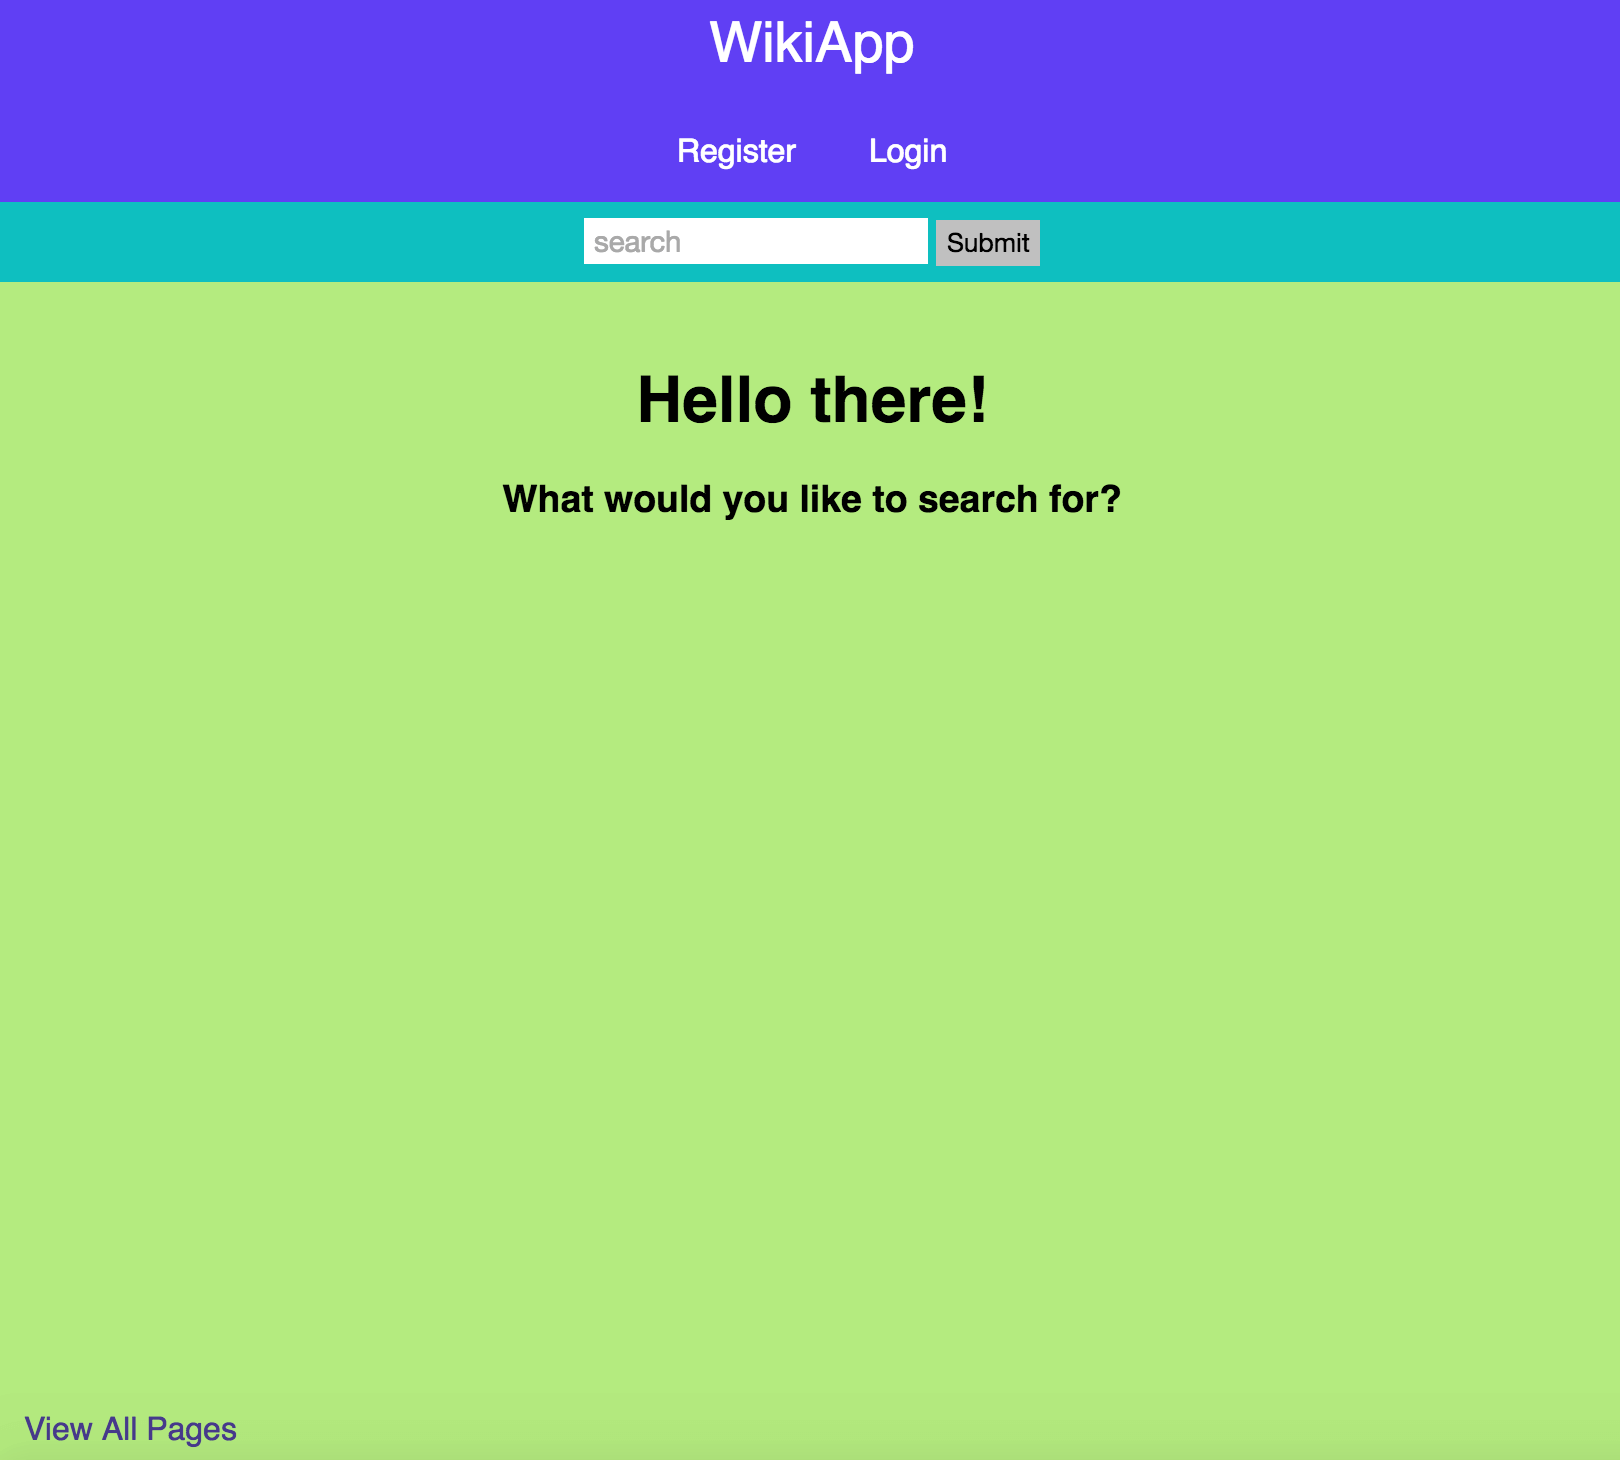 WikiApp
Register Login
search Submit
Hello there!
What would you like to search for?
View All Pages